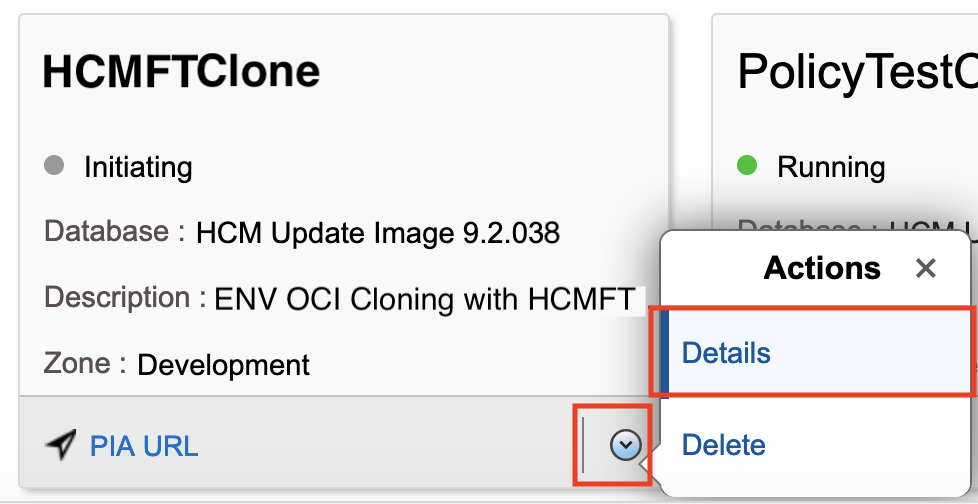 HCMFTClone
Initiating
Database : HCM Update Image 9.2.038
Description : ENV OCI Cloning with HCMFT
Zone : Development
PIA URL
PolicyTestC
Running
Database : HCM U
Actions
Details
Delete